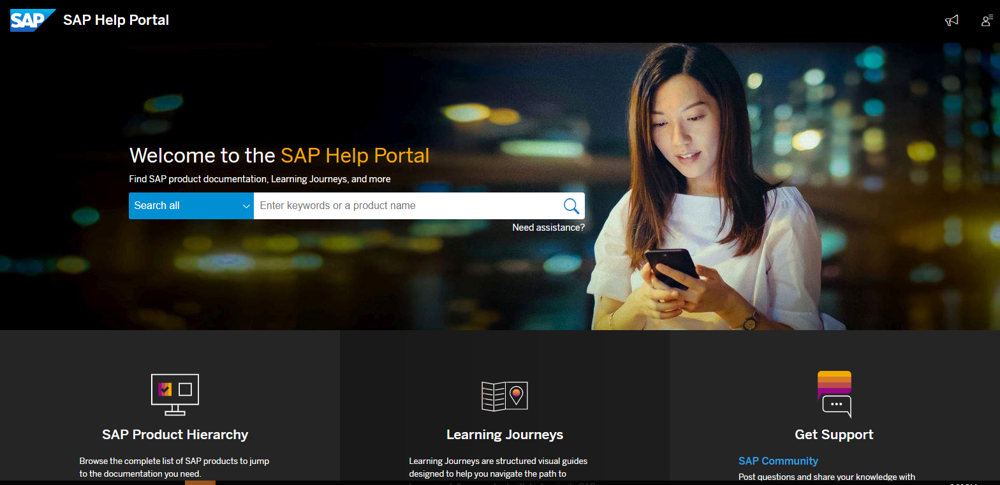 SAP
SAP Help Portal
Welcome to the SAP Help Portal
Find SAP product documentation, Learning Journeys, and more
Search all
Enter keywords or a product name
Need assistance?
SAP Product Hierarchy
Browse the complete list of SAP products to jump
to the documentation you need.
Learning Journeys
Learning Journeys are structured visual guides
designed to help you navigate the path to
Get Support
SAP Community
Post questions and share your knowledge with